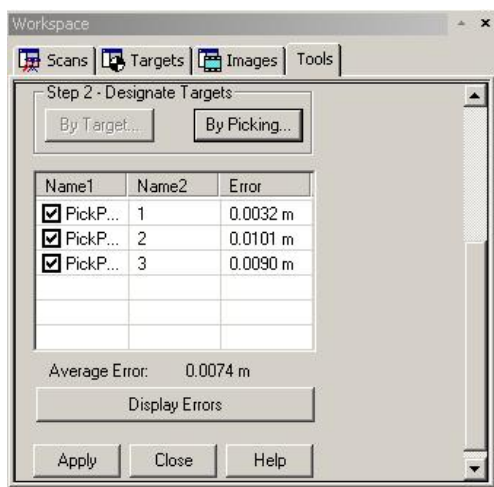 Workspace
Scans Targets Images Tools
Step 2 - Designate Targets
By Target... By Picking...
Name1 Name2 Error
PickP... 1 0.0032 m
PickP... 2 0.0101 m
PickP... 3 0.0090 m
Average Error: 0.0074 m
Display Errors
Apply Close Help